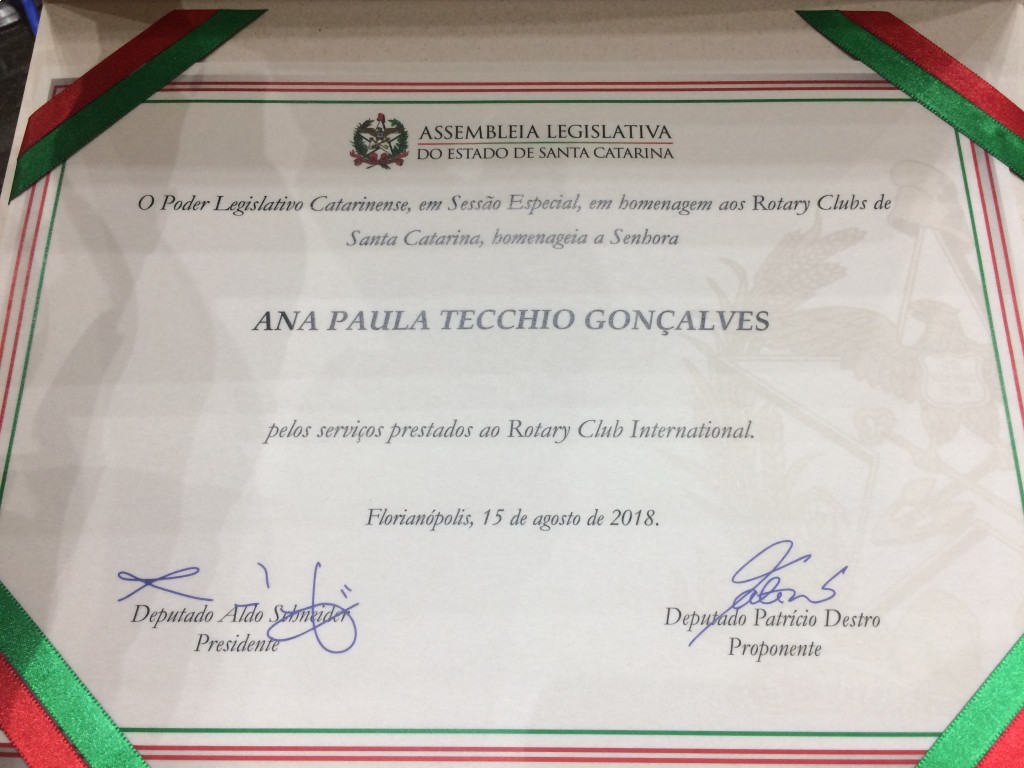 ASSEMBLEIA LEGISLATIVA
DO ESTADO DE SANTA CATARINA
O Poder Legislativo Catarinense, em Sessão Especial, em homenagem aos Rotary Clubs de
Santa Catarina, homenageia a Senhora
ANA PAULA TECCHIO GONÇALVES
pelos serviços prestados ao Rotary Club International.
Florianópolis, 15 de agosto de 2018.
Deputado Aldo Schneider
Presidente
Deputado Patrício Destro
Proponente